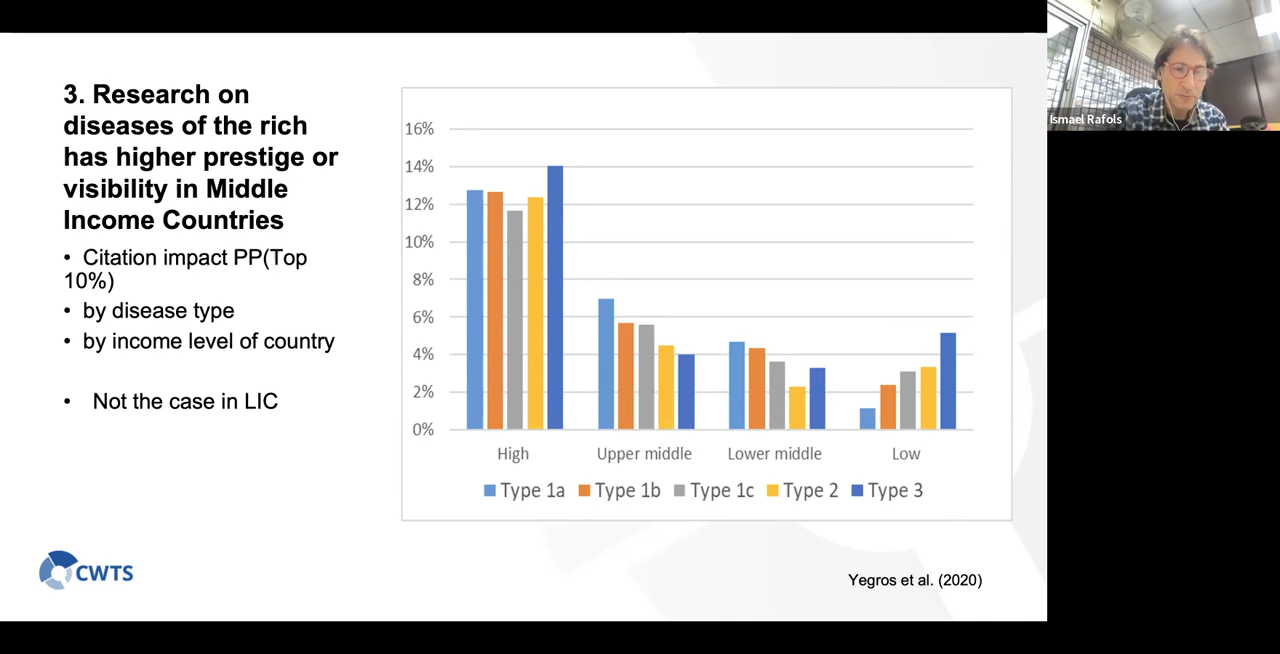 3. Research on
diseases of the rich
has higher prestige or
visibility in Middle
Income Countries
• Citation impact PP(Top
10%)
• by disease type
• by income level of country
• Not the case in LIC
16%
14%
12%
10%
8%
6%
4%
2%
0%
High Upper middle Lower middle Low
Type 1a Type 1b Type 1c Type 2 Type 3
CWTS
Yegros et al. (2020)
Ismael Rafols